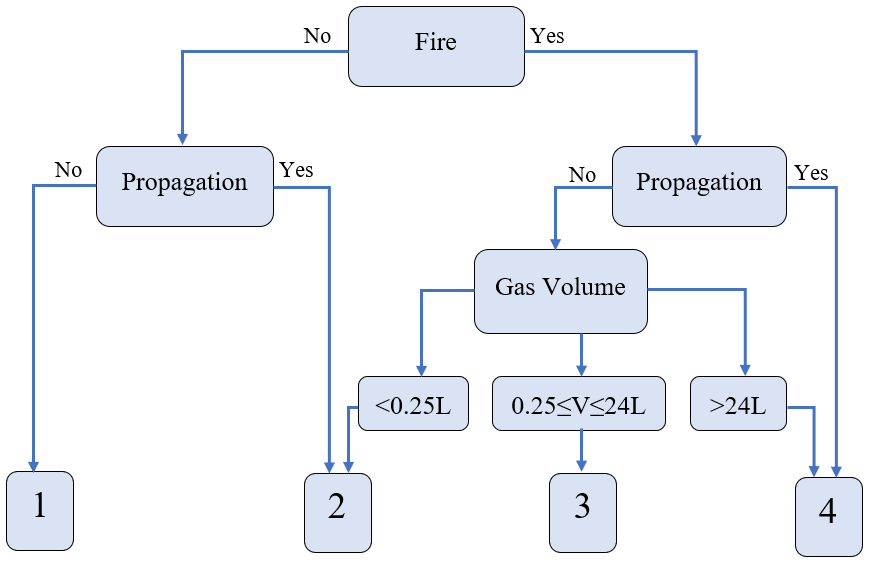 Fire
No
Yes
Propagation
No
Yes
Propagation
No
Yes
Gas Volume
<0.25L
0.25≤V≤24L
>24L
1
2
3
4